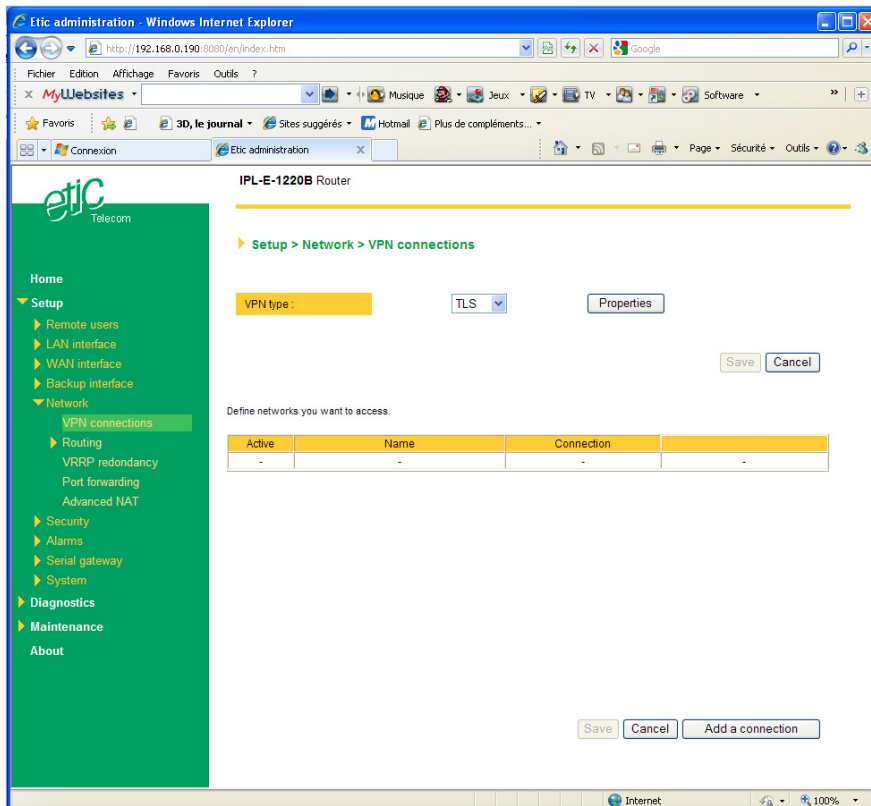 Etic administration - Windows Internet Explorer
http://192.168.0.190:8080/en/index.htm
Google
Fichier Edition Affichage Favoris Outils ?
x MyWebsites Musique Jeux TV Software »
Favoris 3D, le journal Sites suggérés Hotmail Plus de compléments...
Connexion Etic administration X Page Sécurité Outils
etic
Telecom
IPL-E-1220B Router
Setup > Network > VPN connections
Home
Setup
Remote users
LAN interface
WAN interface
Backup interface
Network
VPN connections
Routing
VRRP redondancy
Port forwarding
Advanced NAT
Security
Alarms
Serial gateway
System
Diagnostics
Maintenance
About
VPN type : TLS Properties
Save Cancel
Define networks you want to access.
Active Name Connection
- - - -
Save Cancel Add a connection
Internet 100%